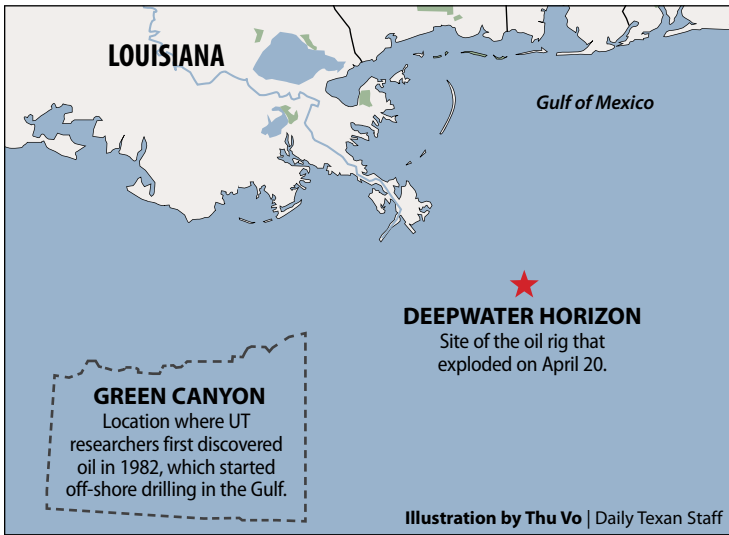 LOUISIANA
Gulf of Mexico
DEEPWATER HORIZON
Site of the oil rig that
exploded on April 20.
GREEN CANYON
Location where UT
researchers first discovered
oil in 1982, which started
off-shore drilling in the Gulf.
Illustration by Thu Vo | Daily Texan Staff